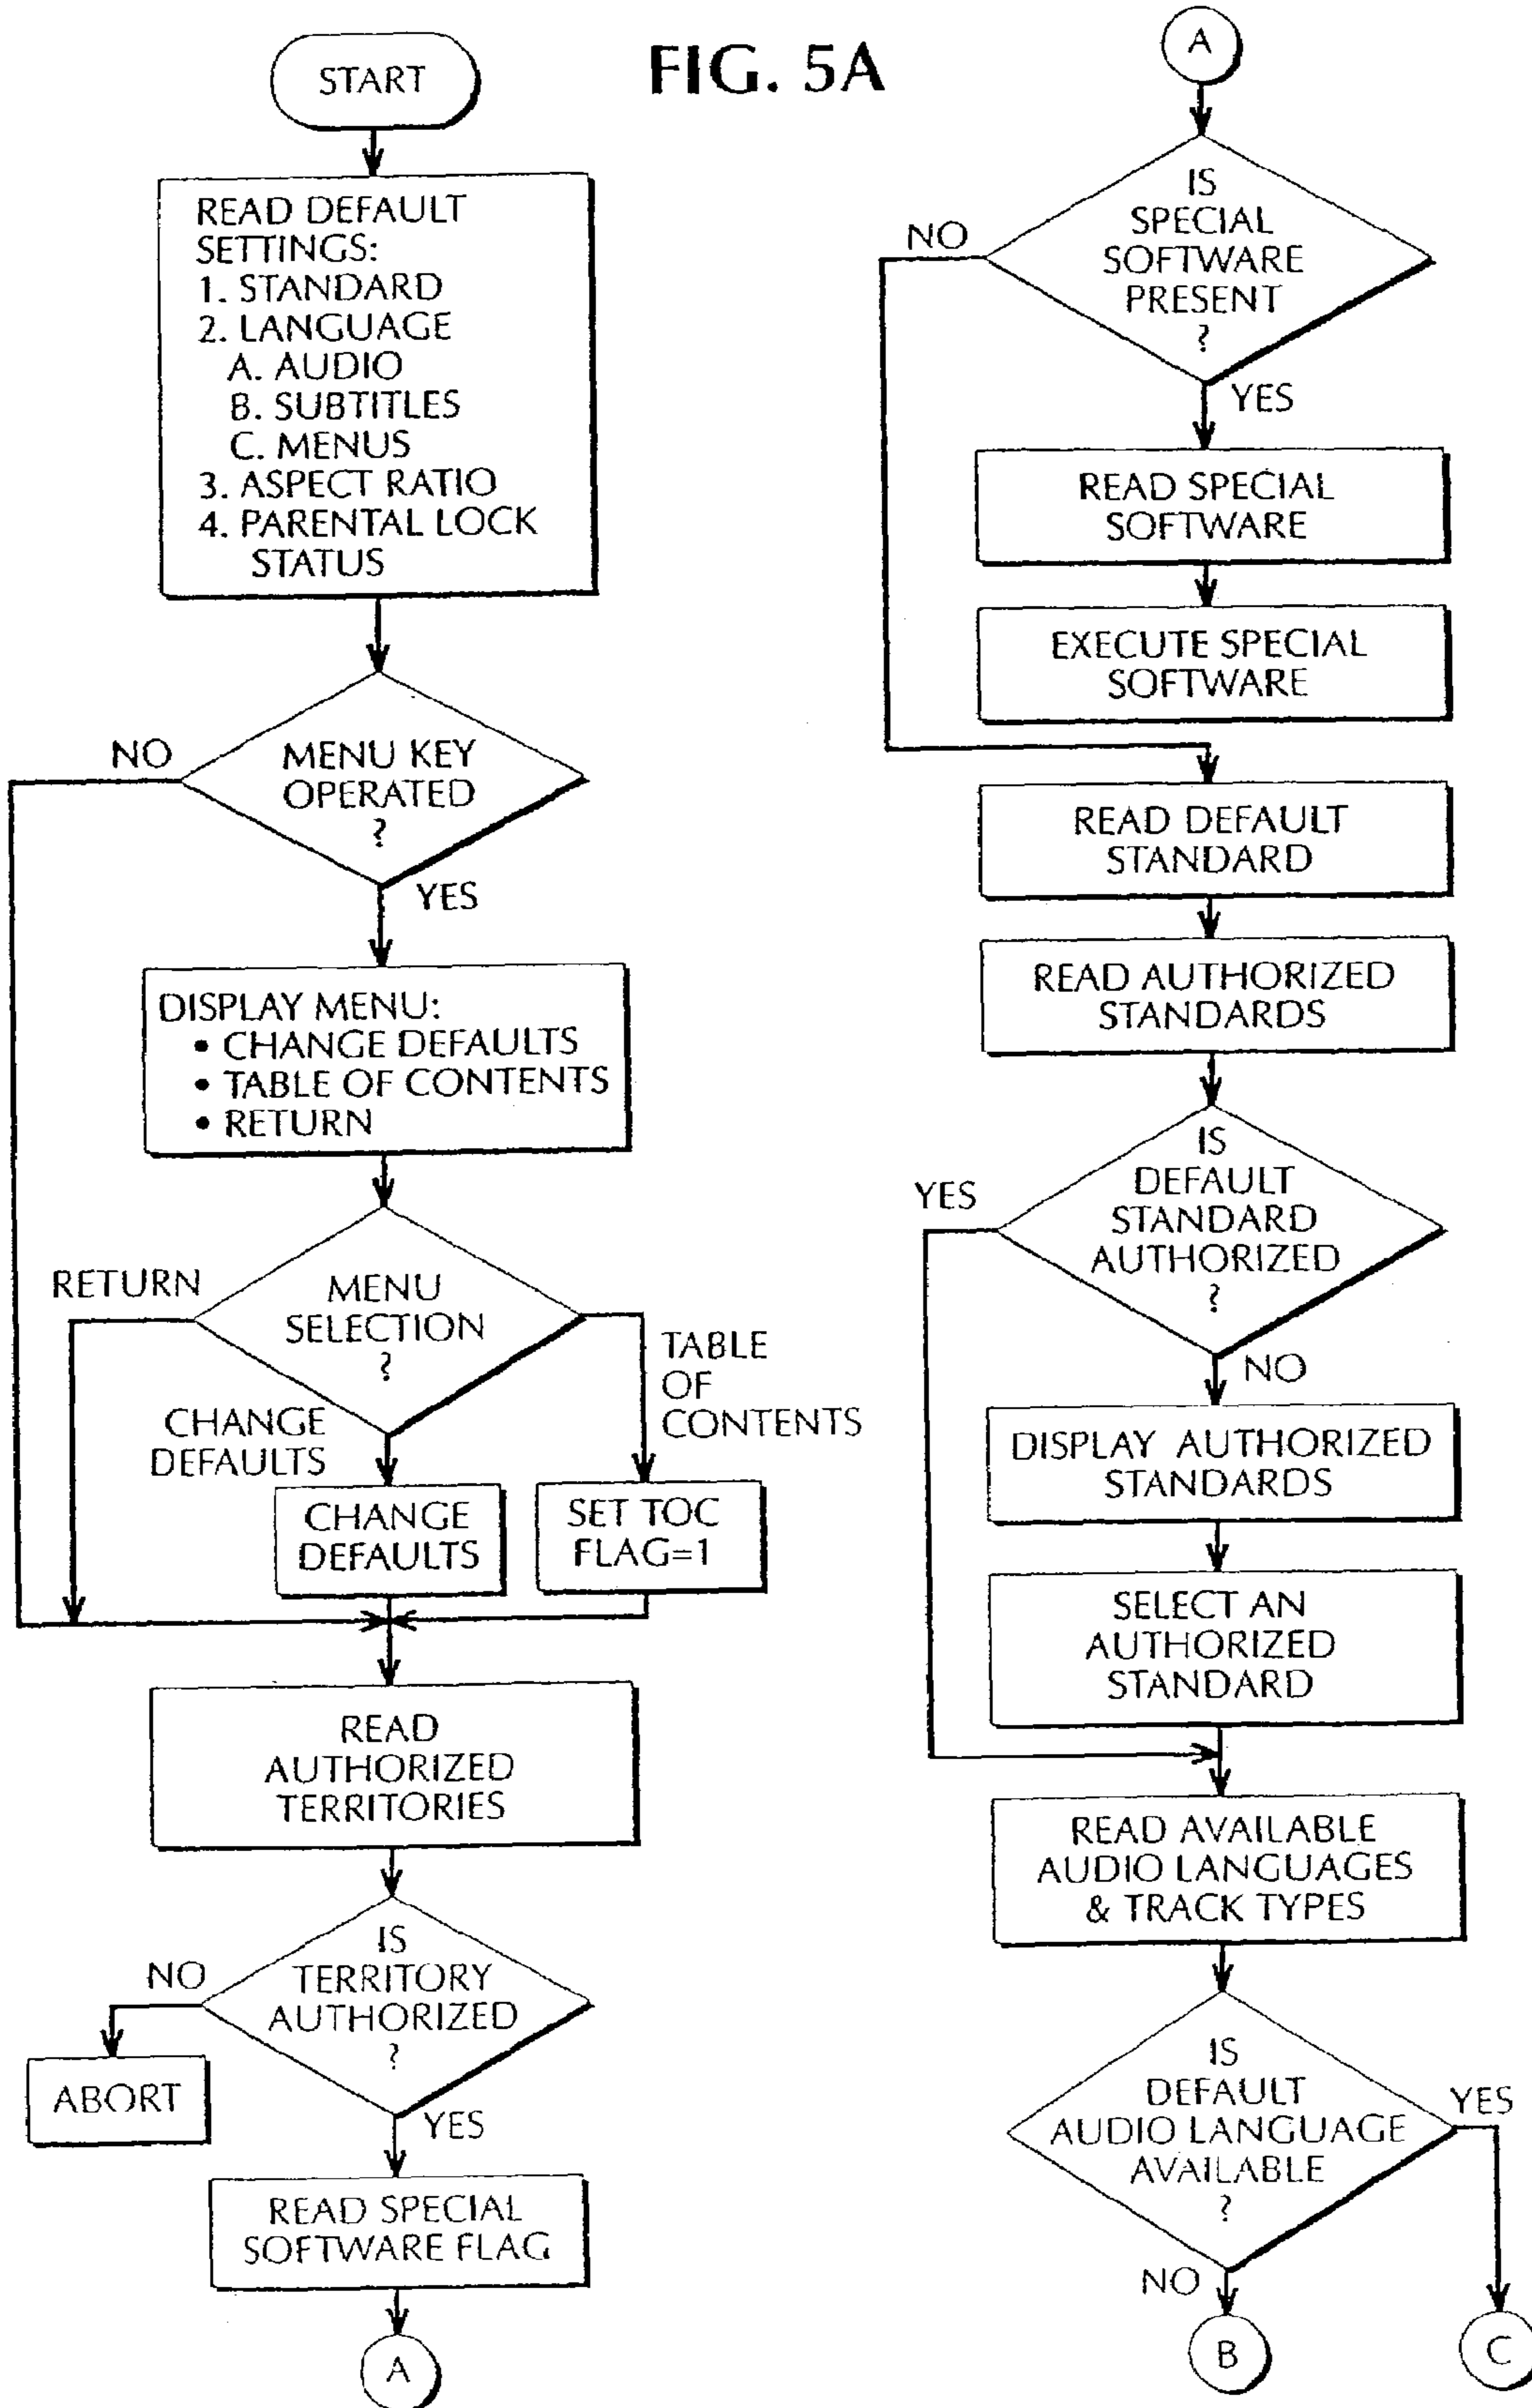 FIG. 5A
START
READ DEFAULT
SETTINGS:
1. STANDARD
2. LANGUAGE
A. AUDIO
B. SUBTITLES
C. MENUS
3. ASPECT RATIO
4. PARENTAL LOCK
STATUS
NO
MENU KEY
OPERATED
?
YES
DISPLAY MENU:
• CHANGE DEFAULTS
• TABLE OF CONTENTS
• RETURN
RETURN
MENU
SELECTION
?
TABLE
OF
CONTENTS
CHANGE
DEFAULTS
CHANGE
DEFAULTS
SET TOC
FLAG=1
READ
AUTHORIZED
TERRITORIES
NO
IS
TERRITORY
AUTHORIZED
?
ABORT
YES
READ SPECIAL
SOFTWARE FLAG
A
A
NO
IS
SPECIAL
SOFTWARE
PRESENT
?
YES
READ SPECIAL
SOFTWARE
EXECUTE SPECIAL
SOFTWARE
READ DEFAULT
STANDARD
READ AUTHORIZED
STANDARDS
YES
IS
DEFAULT
STANDARD
AUTHORIZED
?
NO
DISPLAY AUTHORIZED
STANDARDS
SELECT AN
AUTHORIZED
STANDARD
READ AVAILABLE
AUDIO LANGUAGES
& TRACK TYPES
IS
DEFAULT
AUDIO LANGUAGE
AVAILABLE
?
YES
NO
B
C